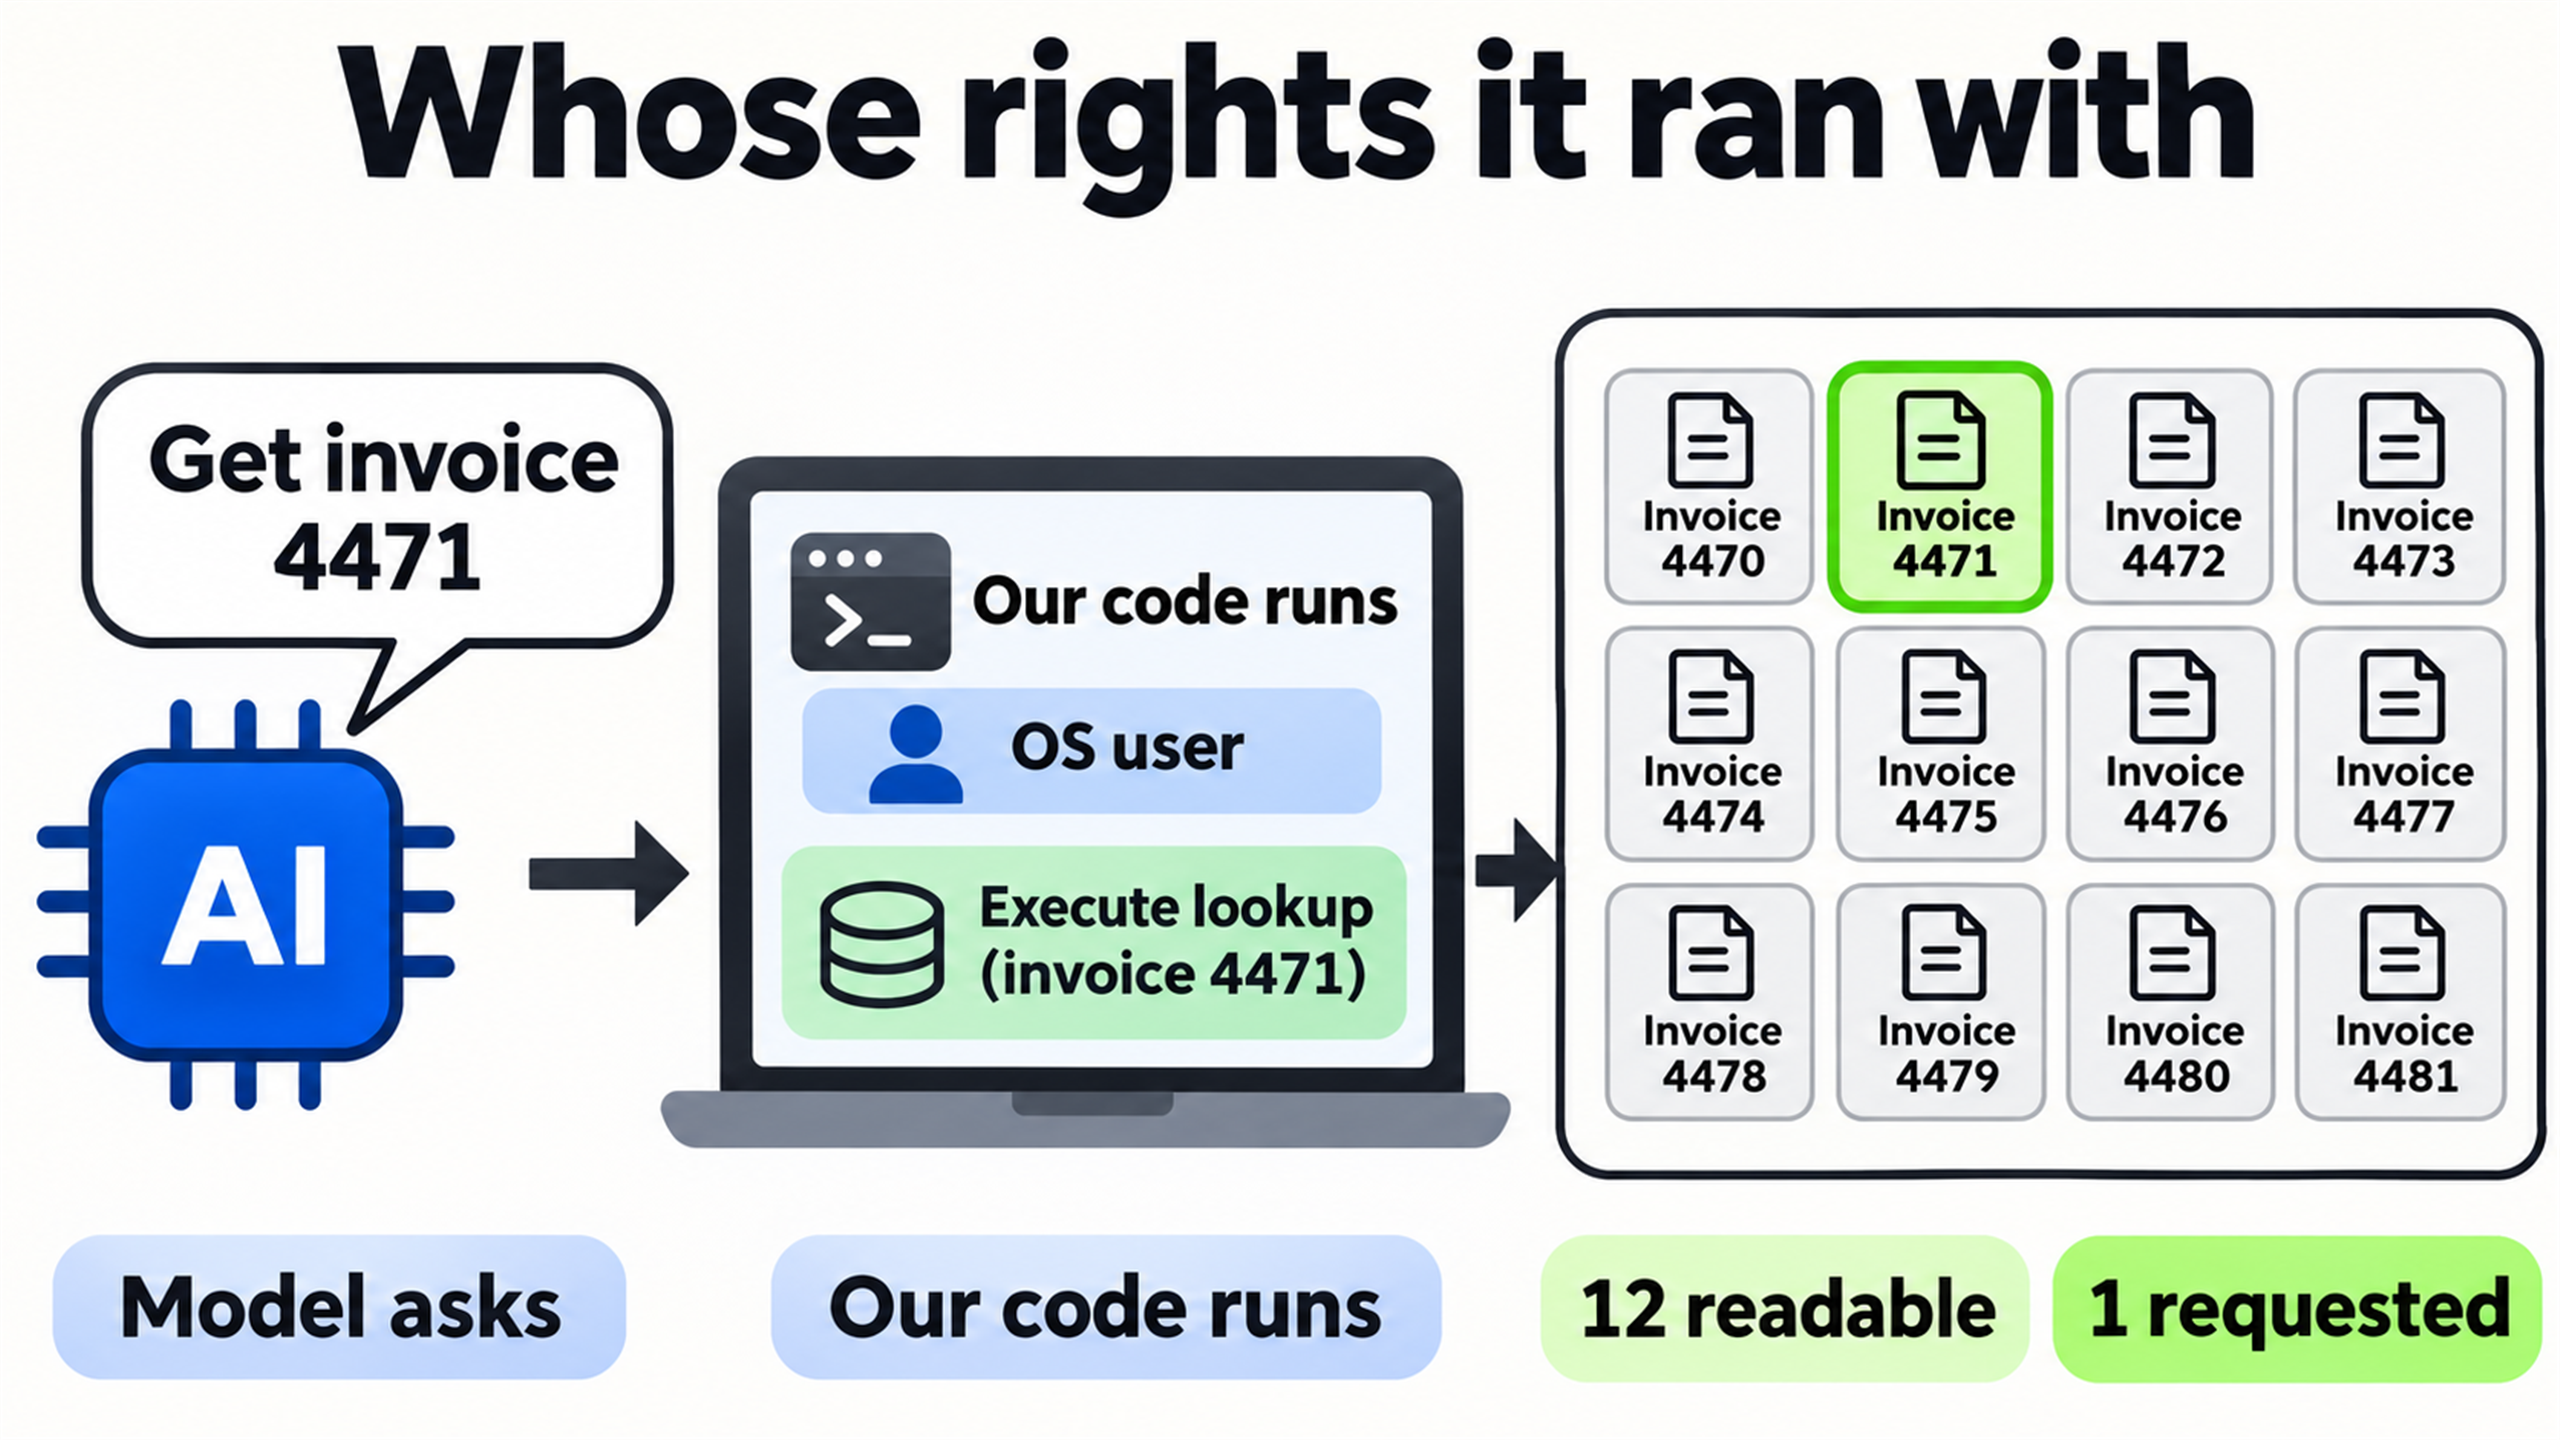 Whose rights it ran with
Get invoice
4471
AI
Our code runs
OS user
Execute lookup
(invoice 4471)
Invoice
4470
Invoice
4471
Invoice
4472
Invoice
4473
Invoice
4474
Invoice
4475
Invoice
4476
Invoice
4477
Invoice
4478
Invoice
4479
Invoice
4480
Invoice
4481
Model asks
Our code runs
12 readable
1 requested